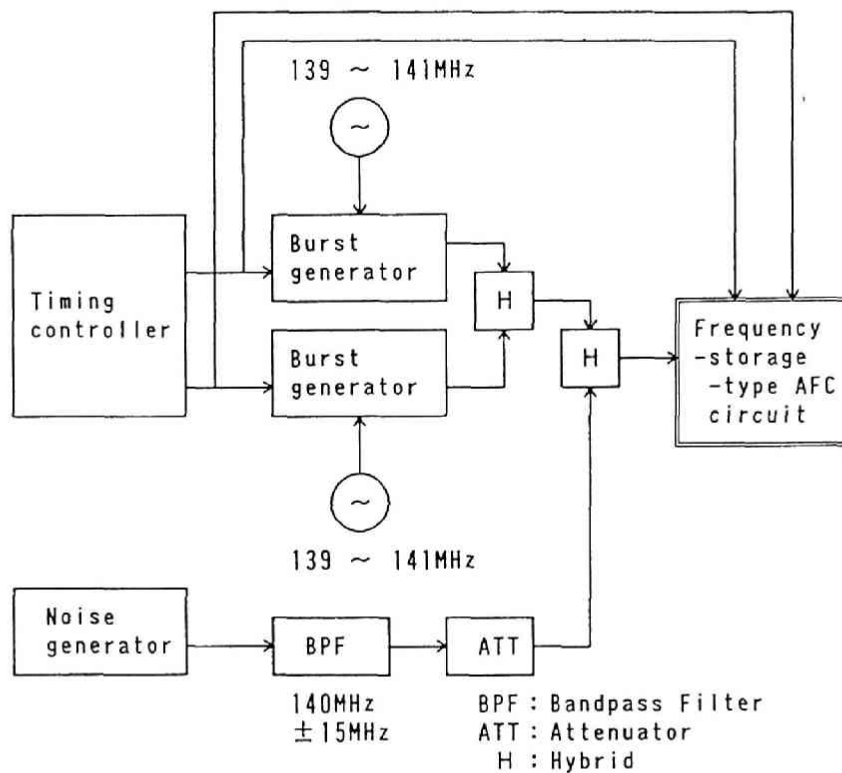 139 ~ 141MHz
~
Timing
controller
Burst
generator
H
Burst
generator
H
Frequency
-storage
-type AFC
circuit
~
139 ~ 141MHz
Noise
generator
BPF
ATT
140MHz
±15MHz
BPF : Bandpass Filter
ATT : Attenuator
H : Hybrid